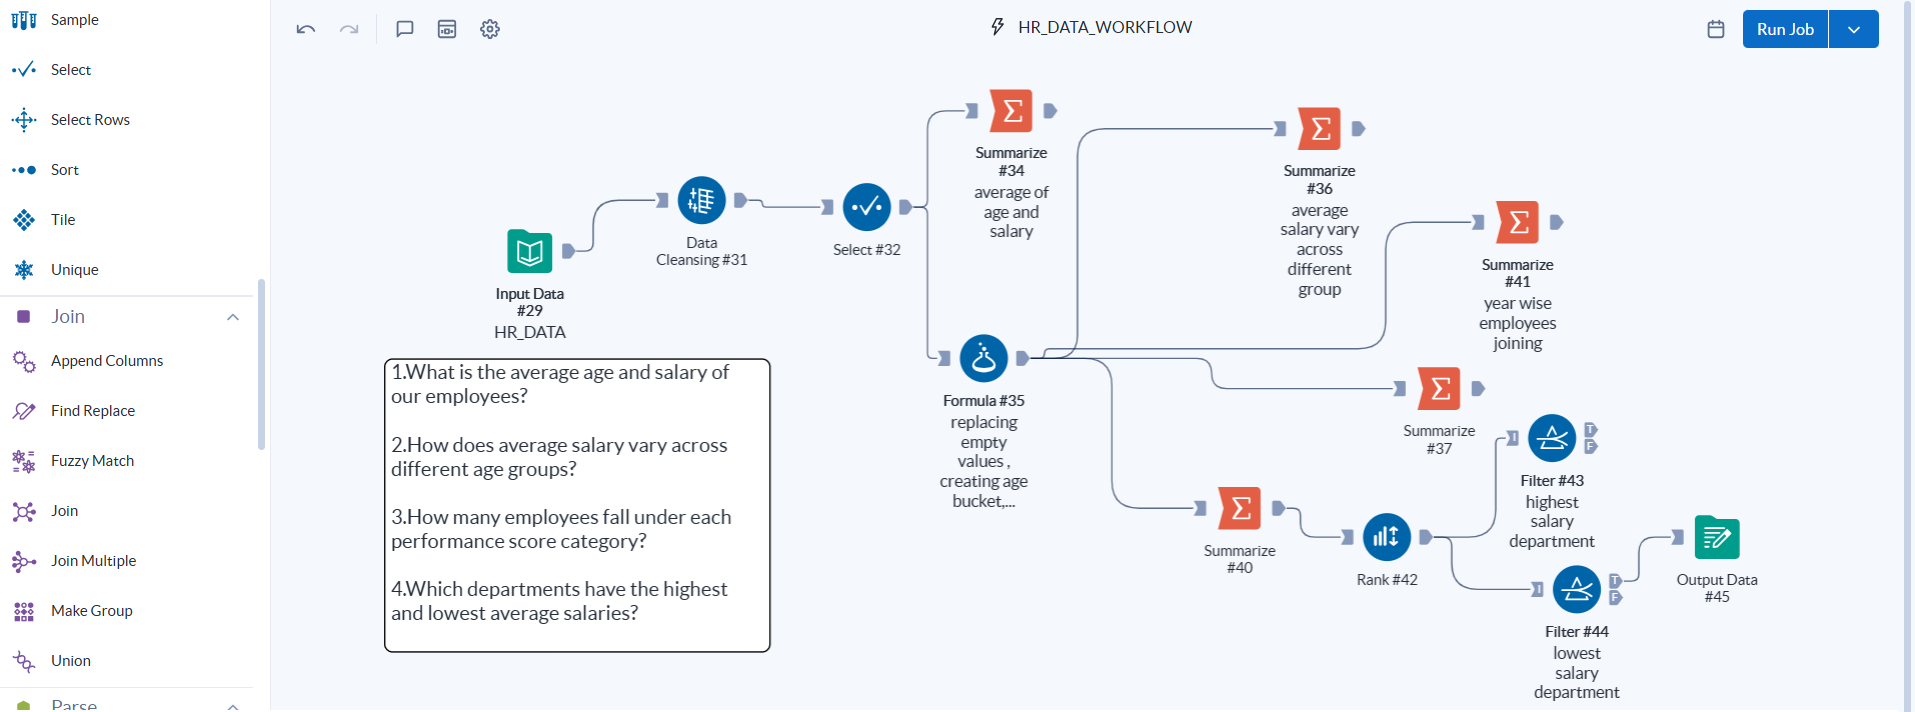 Sample
Select
Select Rows
Sort
Tile
Unique
Join
Append Columns
Find Replace
Fuzzy Match
Join
Join Multiple
Make Group
Union
Parse
HR_DATA_WORKFLOW
Run Job
Input Data
#29
HR_DATA
Data
Cleansing #31
Select #32
Summarize
#34
average of
age and
salary
Formula #35
replacing
empty
values ,
creating age
bucket,...
Summarize
#36
average
salary vary
across
different
group
Summarize
#41
year wise
employees
joining
Summarize
#37
Summarize
#40
Rank #42
T
F
Filter #43
highest
salary
department
T
F
Filter #44
lowest
salary
department
Output Data
#45
1.What is the average age and salary of
our employees?
2.How does average salary vary across
different age groups?
3.How many employees fall under each
performance score category?
4.Which departments have the highest
and lowest average salaries?